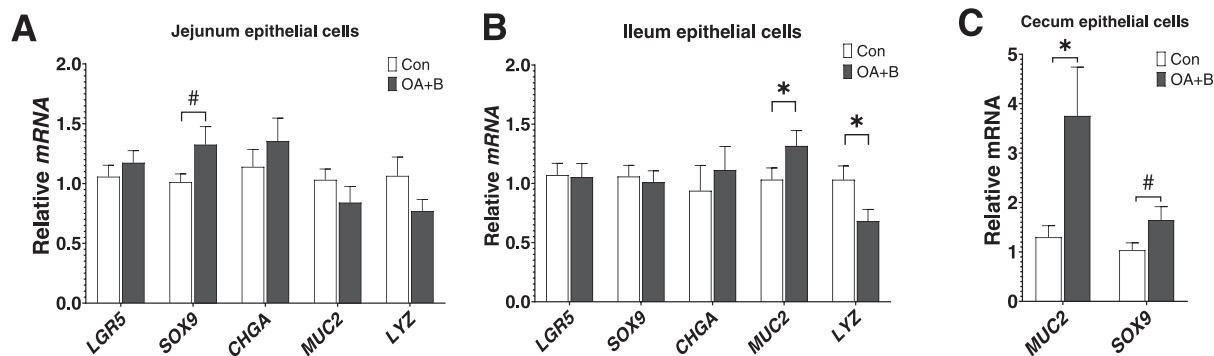 A
Jejunum epithelial cells
Con
OA+B
Relative mRNA
2.0
1.5
1.0
0.5
0.0
#
LGR5
SOX9
CHGA
MUC2
LYZ
B
Ileum epithelial cells
Con
OA+B
Relative mRNA
2.0
1.5
1.0
0.5
0.0
*
*
LGR5
SOX9
CHGA
MUC2
LYZ
C
Cecum epithelial cells
Con
OA+B
Relative mRNA
5
4
3
2
1
0
*
#
MUC2
SOX9